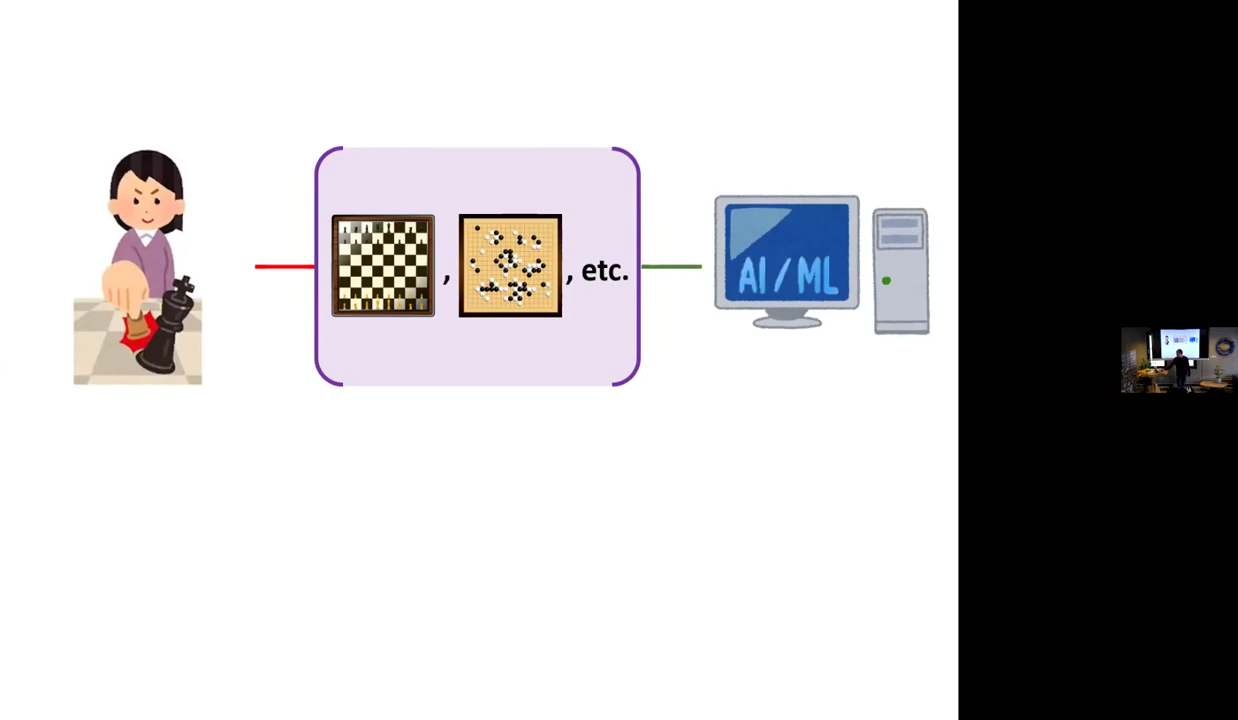 , , etc.
AI/ML